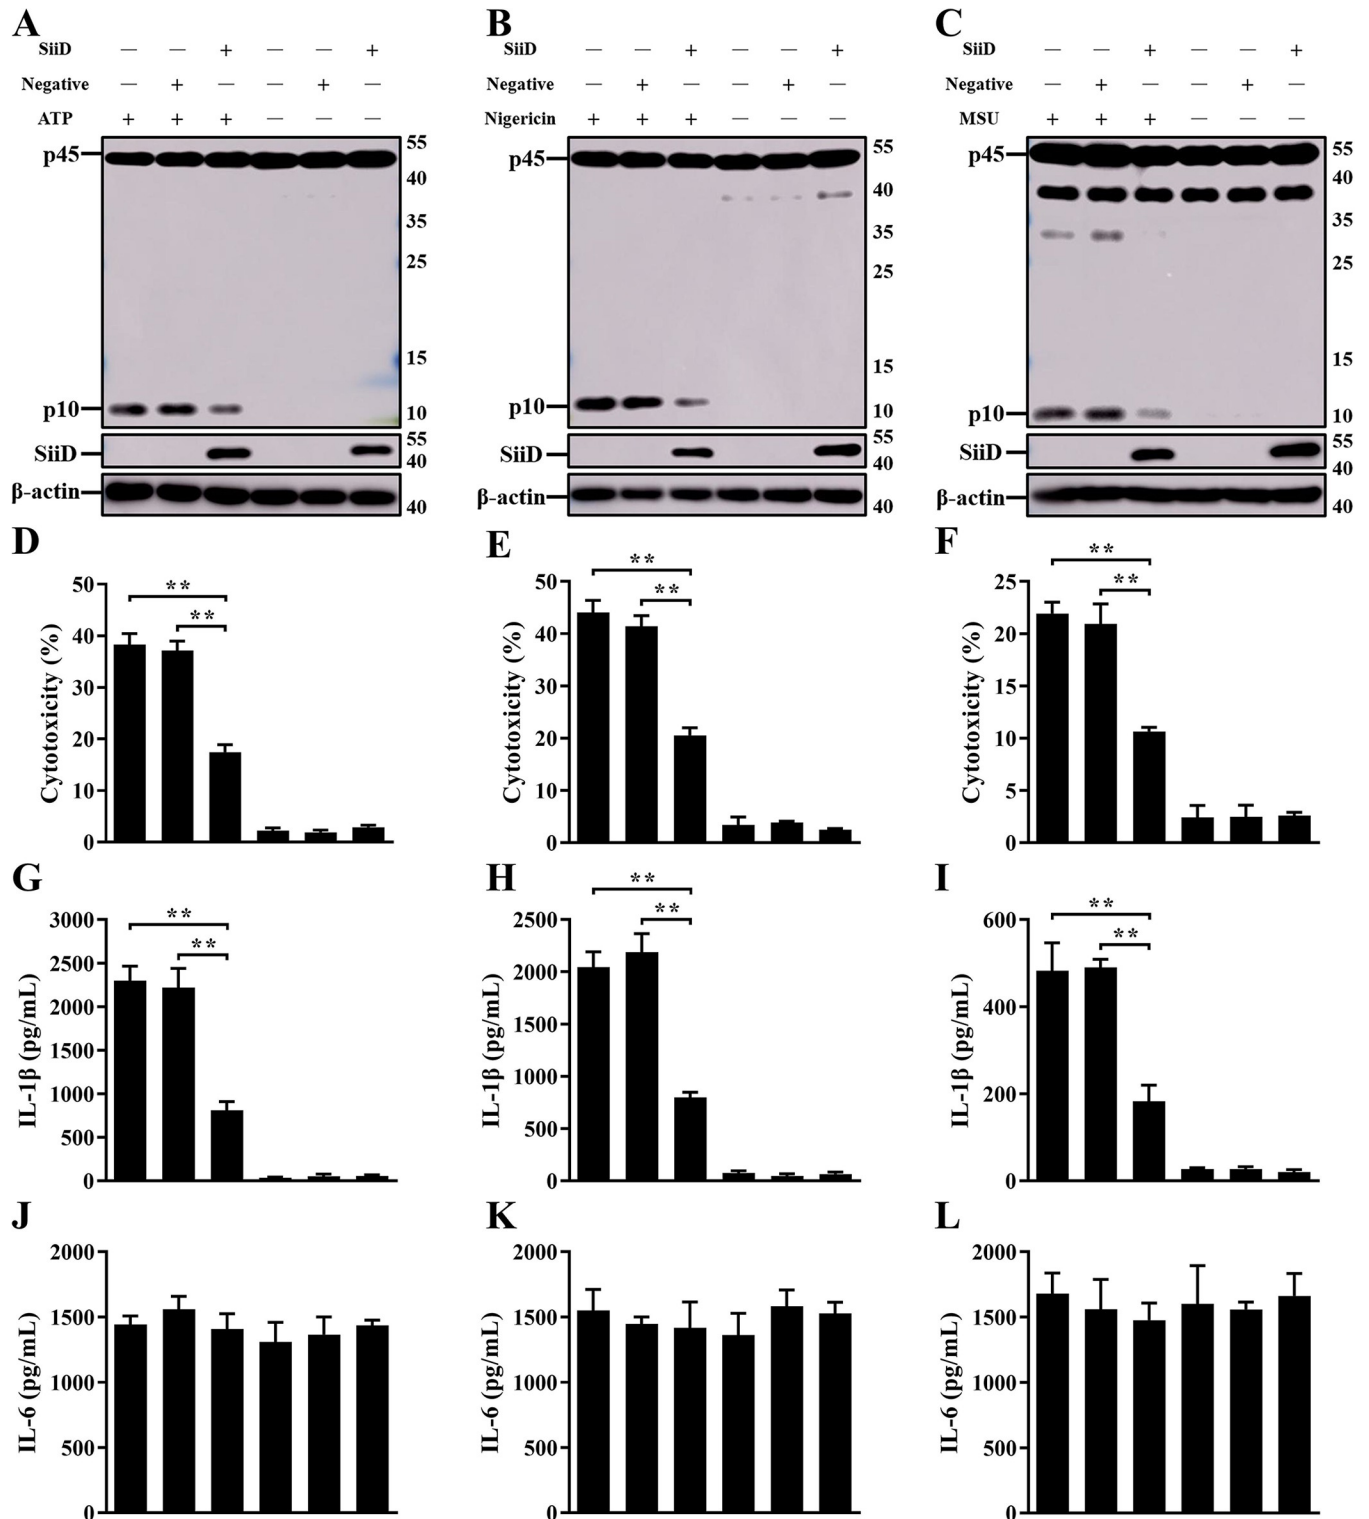 A
SiiD — — + — — +
Negative — + — — + —
ATP + + + — — —
p45
55
40
35
25
15
p10
10
SiiD
55
40
β-actin
40
B
SiiD — — + — — +
Negative — + — — + —
Nigericin + + + — — —
p45
55
40
35
25
15
p10
10
SiiD
55
40
β-actin
40
C
SiiD — — + — — +
Negative — + — — + —
MSU + + + — — —
p45
55
40
35
25
15
p10
10
SiiD
55
40
β-actin
40
D
Cytotoxicity (%)
50
40
30
20
10
0
**
**
E
Cytotoxicity (%)
50
40
30
20
10
0
**
**
F
Cytotoxicity (%)
25
20
15
10
5
0
**
**
G
IL-1β (pg/mL)
3000
2500
2000
1500
1000
500
0
**
**
H
IL-1β (pg/mL)
2500
2000
1500
1000
500
0
**
**
I
IL-1β (pg/mL)
600
400
200
0
**
**
J
IL-6 (pg/mL)
2000
1500
1000
500
0
K
IL-6 (pg/mL)
2000
1500
1000
500
0
L
IL-6 (pg/mL)
2000
1500
1000
500
0